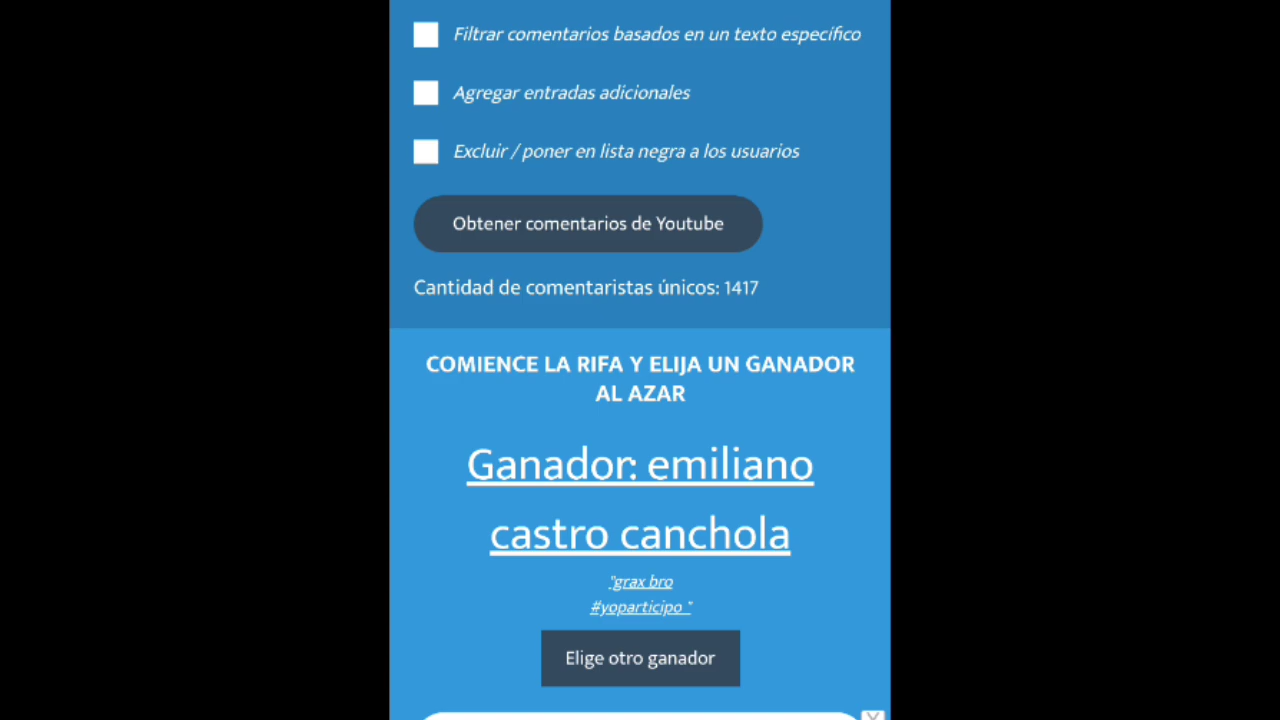 Filtrar comentarios basados en un texto específico
Agregar entradas adicionales
Excluir / poner en lista negra a los usuarios
Obtener comentarios de Youtube
Cantidad de comentaristas únicos: 1417
COMIENCE LA RIFA Y ELIJA UN GANADOR
AL AZAR
Ganador: emiliano
castro canchola
"grax bro
#yoparticipo "
Elige otro ganador
X